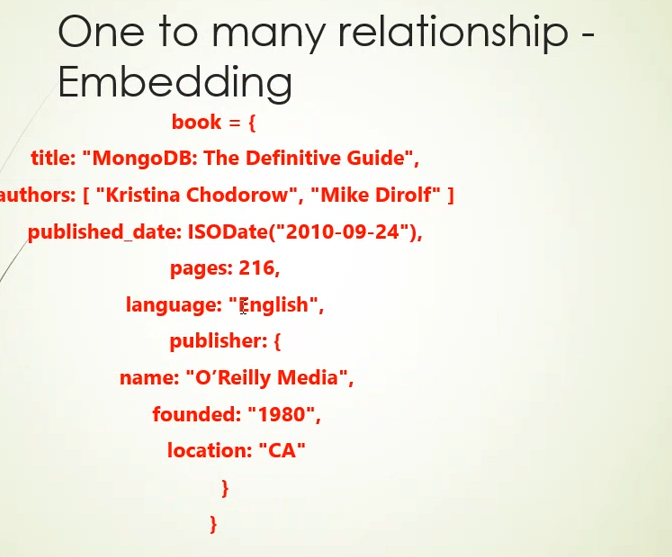 One to many relationship -
Embedding
book = {
title: "MongoDB: The Definitive Guide",
authors: [ "Kristina Chodorow", "Mike Dirolf" ]
published_date: ISODate("2010-09-24"),
pages: 216,
language: "English",
publisher: {
name: "O’Reilly Media",
founded: "1980",
location: "CA"
}
}